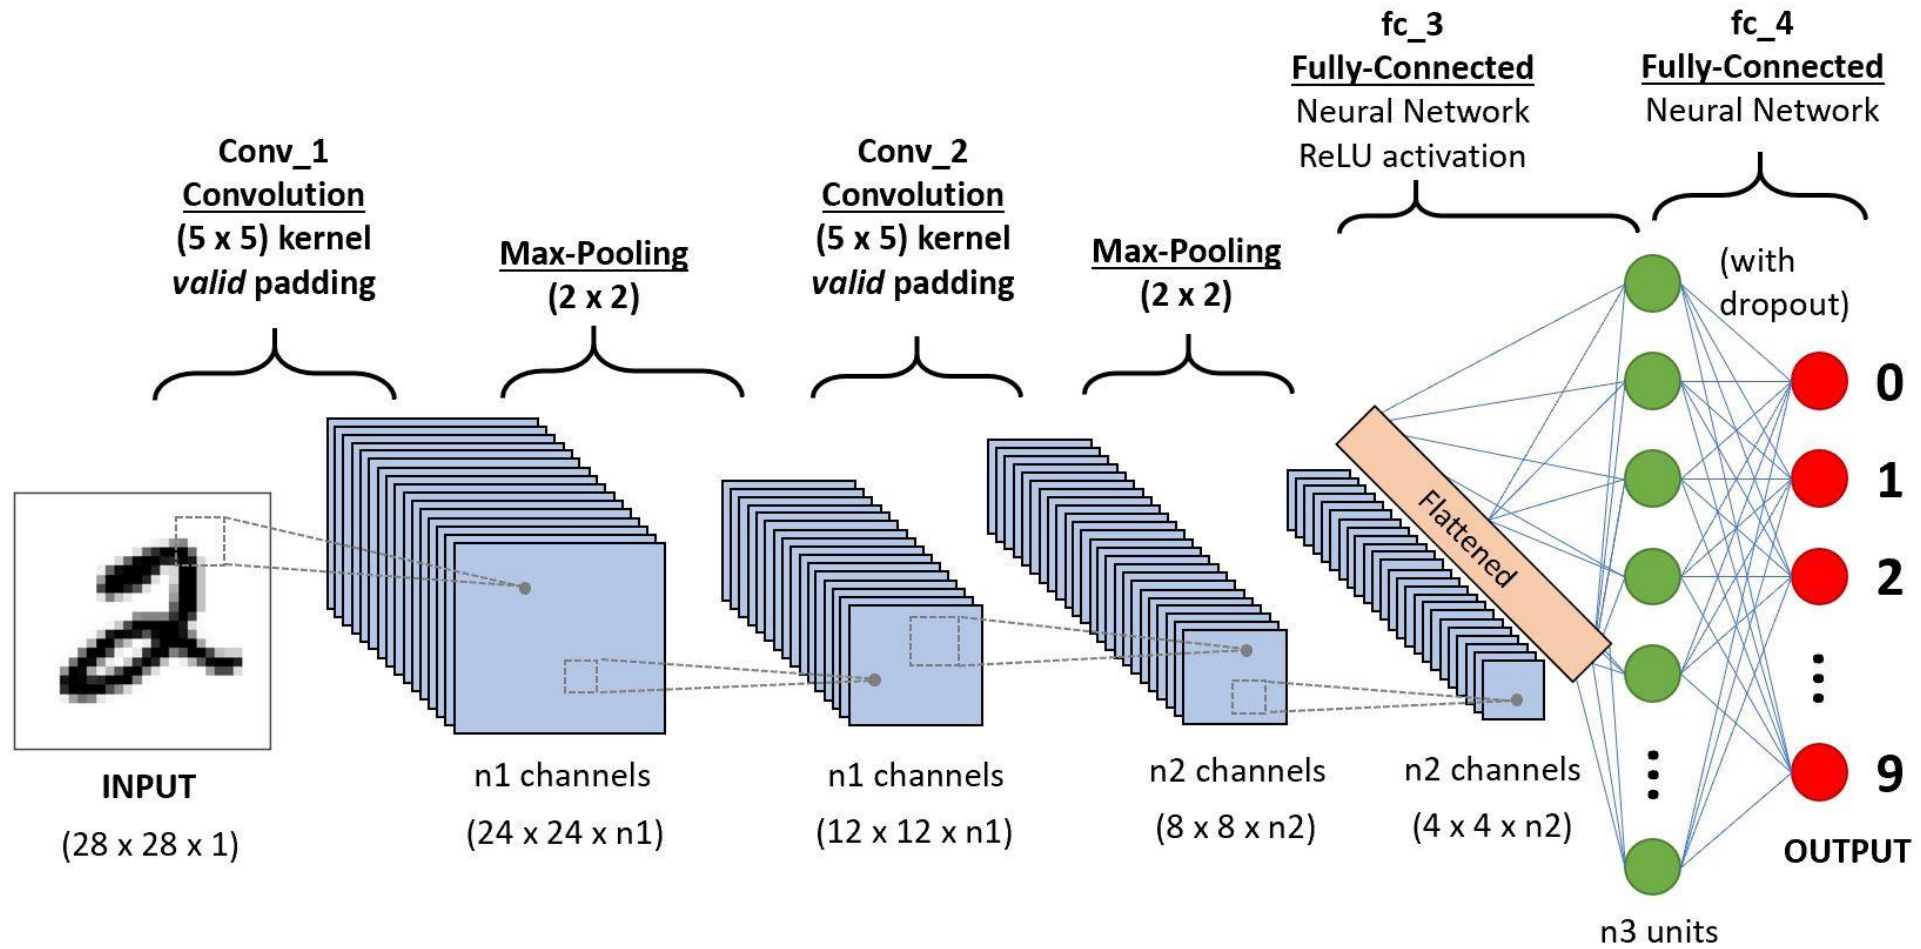 Conv_1
Convolution
(5 x 5) kernel
valid padding
Max-Pooling
(2 x 2)
Conv_2
Convolution
(5 x 5) kernel
valid padding
Max-Pooling
(2 x 2)
fc_3
Fully-Connected
Neural Network
ReLU activation
fc_4
Fully-Connected
Neural Network
(with
dropout)
Flattened
0
1
2
9
OUTPUT
INPUT
(28 x 28 x 1)
n1 channels
(24 x 24 x n1)
n1 channels
(12 x 12 x n1)
n2 channels
(8 x 8 x n2)
n2 channels
(4 x 4 x n2)
n3 units
2